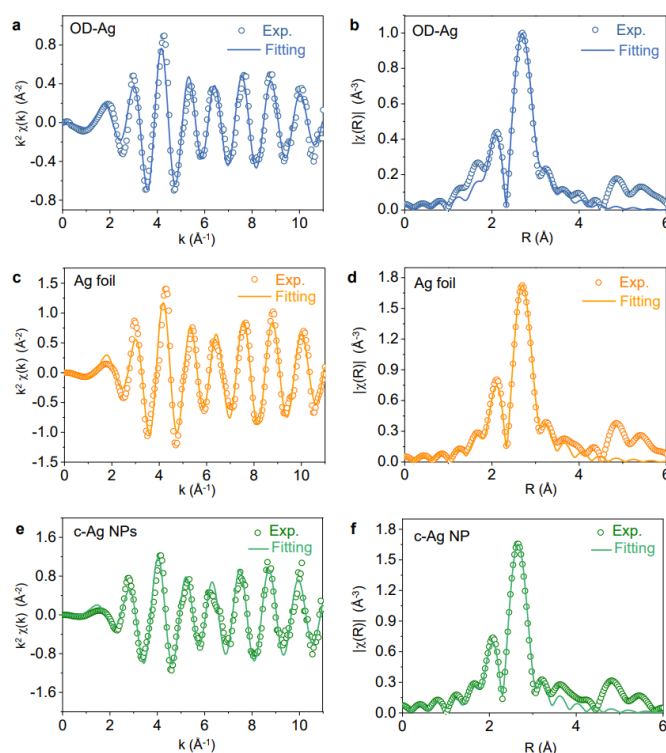 a OD-Ag Exp. Fitting
0.8
0.4
0.0
-0.4
-0.8
k² χ(k) (Å⁻²)
0 2 4 6 8 10
k (Å⁻¹)
b OD-Ag Exp. Fitting
1.2
1.0
0.8
0.6
0.4
0.2
0.0
|χ(R)| (Å⁻³)
0 2 4 6
R (Å)
c Ag foil Exp. Fitting
1.5
1.0
0.5
0.0
-0.5
-1.0
-1.5
k² χ(k) (Å⁻²)
0 2 4 6 8 10
k (Å⁻¹)
d Ag foil Exp. Fitting
1.8
1.5
1.2
0.9
0.6
0.3
0.0
|χ(R)| (Å⁻³)
0 2 4 6
R (Å)
e c-Ag NPs Exp. Fitting
1.6
0.8
0.0
-0.8
-1.6
k² χ(k) (Å⁻²)
0 2 4 6 8 10
k (Å⁻¹)
f c-Ag NP Exp. Fitting
1.8
1.5
1.2
0.9
0.6
0.3
0.0
|χ(R)| (Å⁻³)
0 2 4 6
R (Å)